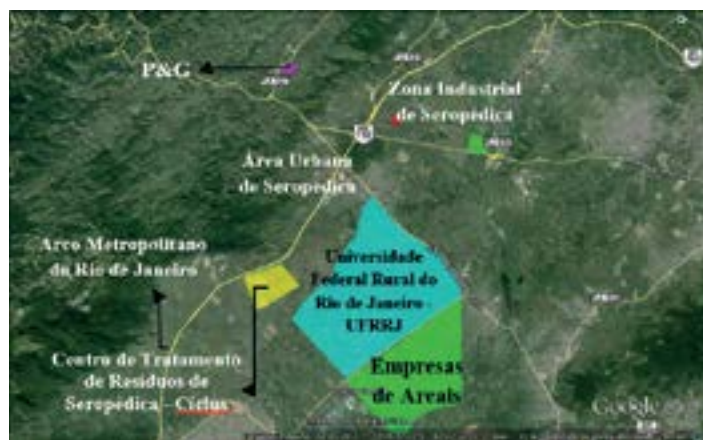 P&G
Zona Industrial
de Seropédica
Área Urbana
de Seropédica
Arco Metropolitano
do Rio de Janeiro
Universidade
Federal Rural do
Rio de Janeiro -
UFRRJ
Centro de Tratamento
de Resíduos de
Seropédica - Ciclus
Empresas
de Areais
Google